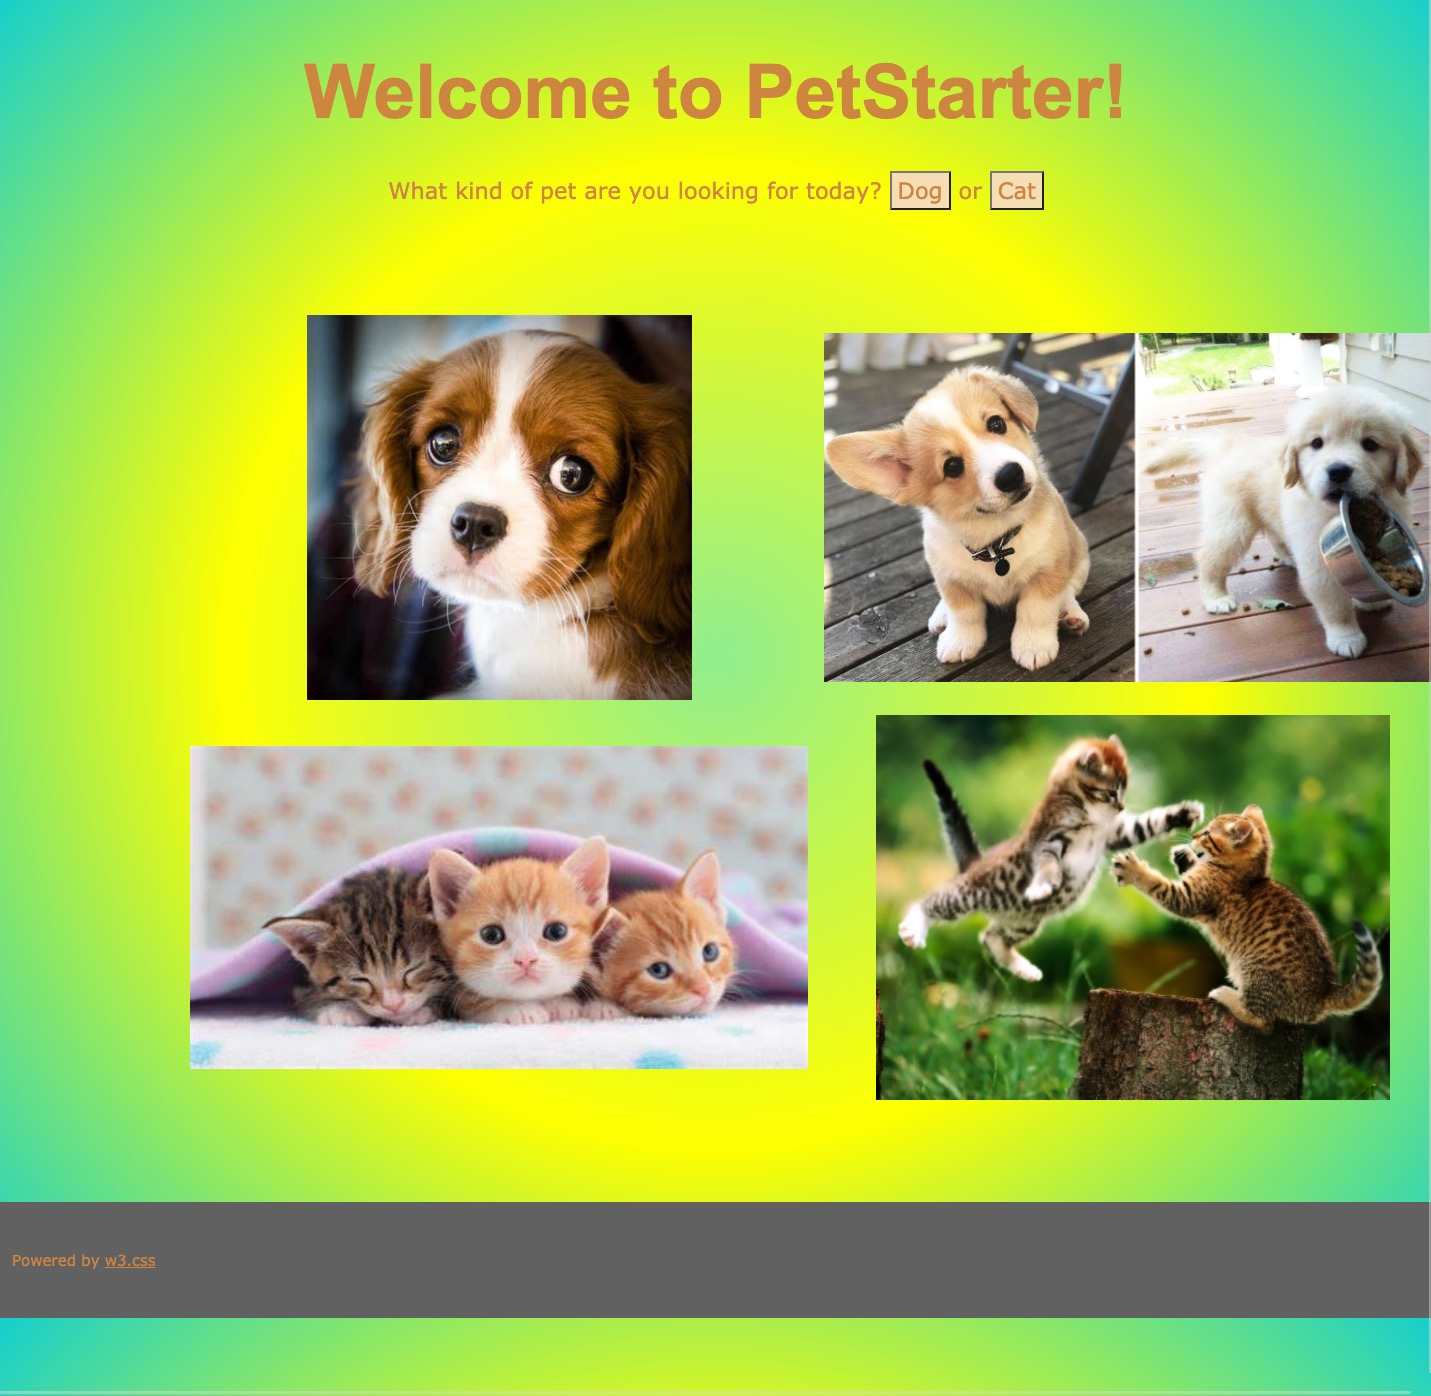 Welcome to PetStarter!
What kind of pet are you looking for today? Dog or Cat
Powered by w3.css